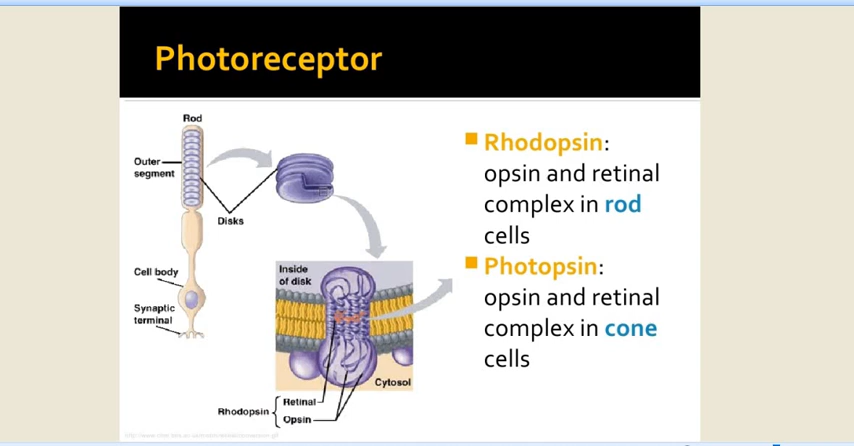 Photoreceptor
Rod
Outer
segment
Disks
Cell body
Synaptic
terminal
Inside
of disk
Cytosol
Retinal
Rhodopsin
Opsin
Rhodopsin:
opsin and retinal
complex in rod
cells
Photopsin:
opsin and retinal
complex in cone
cells